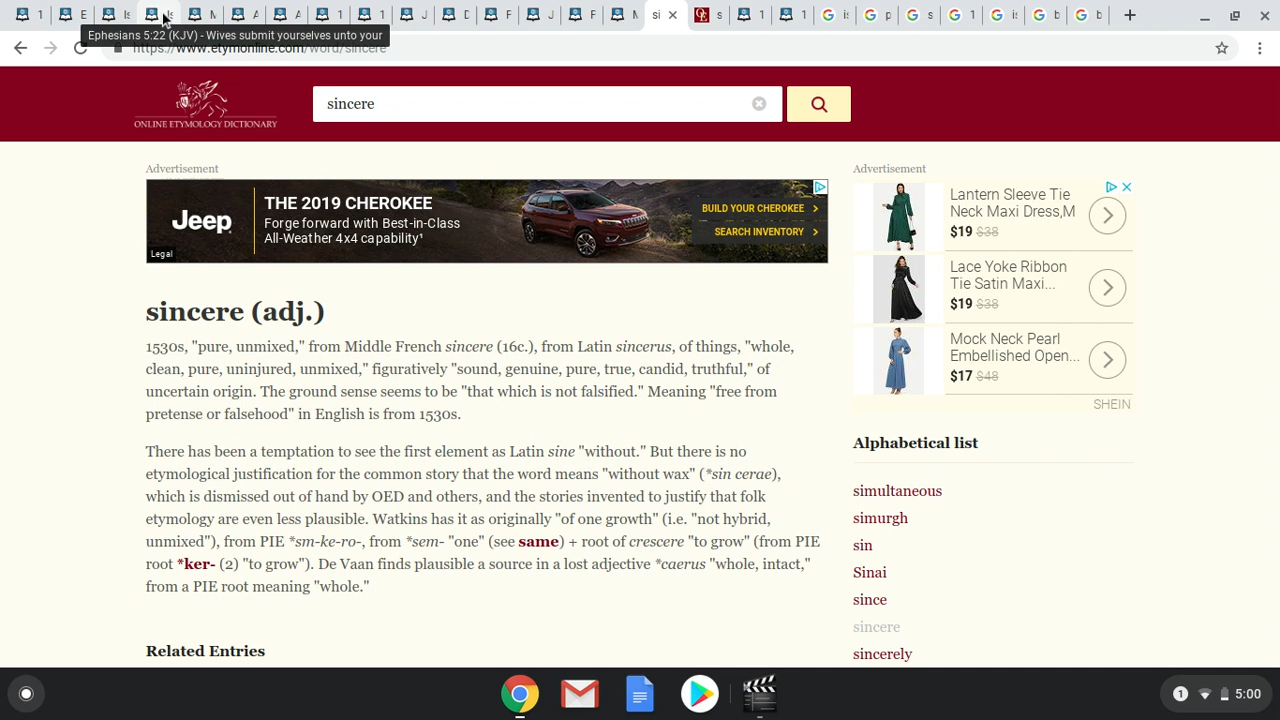 1 E Is Is M A A 1 1 J D F J F M si 1 is p s 1 is b b
Ephesians 5:22 (KJV) - Wives submit yourselves unto your
https://www.etymonline.com/word/sincere
ONLINE ETYMOLOGY DICTIONARY
sincere
Advertisement
Jeep
THE 2019 CHEROKEE
Forge forward with Best-in-Class
All-Weather 4x4 capability¹
BUILD YOUR CHEROKEE >
SEARCH INVENTORY >
Legal
sincere (adj.)
1530s, "pure, unmixed," from Middle French sincere (16c.), from Latin sincerus, of things, "whole,
clean, pure, uninjured, unmixed," figuratively "sound, genuine, pure, true, candid, truthful," of
uncertain origin. The ground sense seems to be "that which is not falsified." Meaning "free from
pretense or falsehood" in English is from 1530s.
There has been a temptation to see the first element as Latin sine "without." But there is no
etymological justification for the common story that the word means "without wax" (*sin cerae),
which is dismissed out of hand by OED and others, and the stories invented to justify that folk
etymology are even less plausible. Watkins has it as originally "of one growth" (i.e. "not hybrid,
unmixed"), from PIE *sm-ke-ro-, from *sem- "one" (see same) + root of crescere "to grow" (from PIE
root *ker- (2) "to grow"). De Vaan finds plausible a source in a lost adjective *caerus "whole, intact,"
from a PIE root meaning "whole."
Related Entries
Advertisement
Lantern Sleeve Tie
Neck Maxi Dress,M
$19 $38
Lace Yoke Ribbon
Tie Satin Maxi...
$19 $38
Mock Neck Pearl
Embellished Open...
$17 $48
SHEIN
Alphabetical list
simultaneous
simurgh
sin
Sinai
since
sincere
sincerely
1 5:00